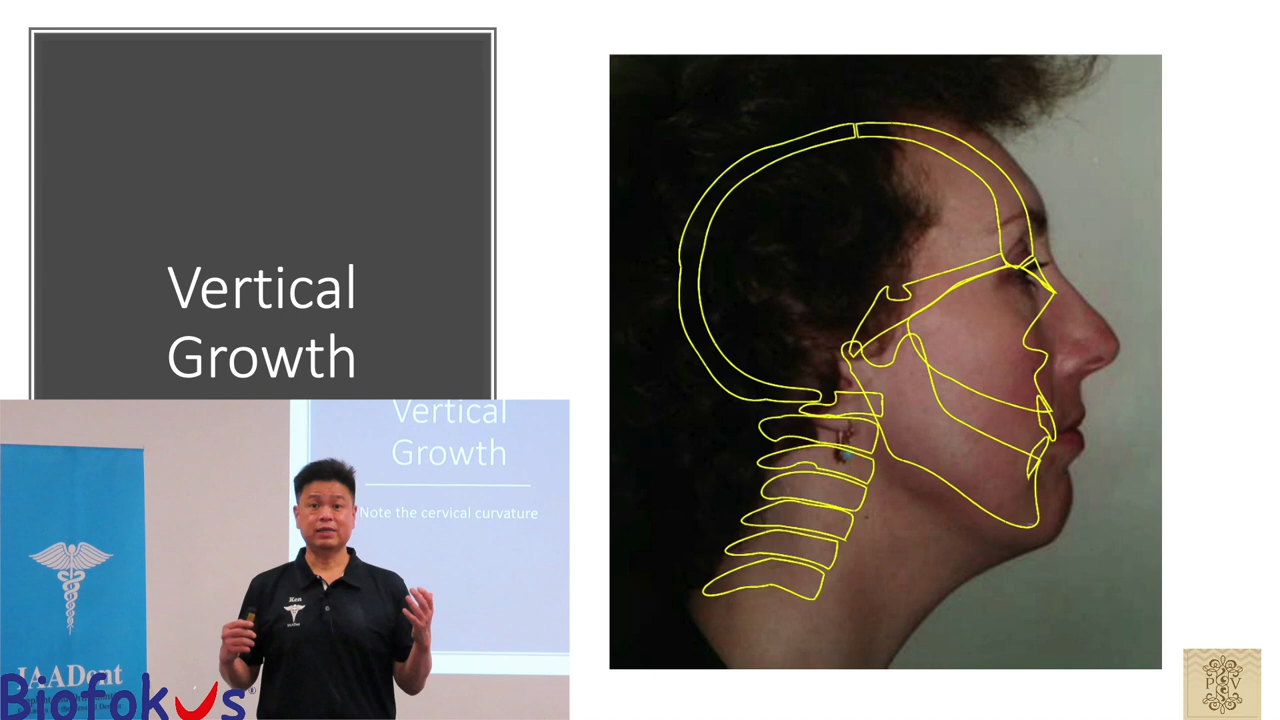 Vertical
Growth
Vertical
Growth
Note the cervical curvature
Ken
IAADent
Biofokus®
P V